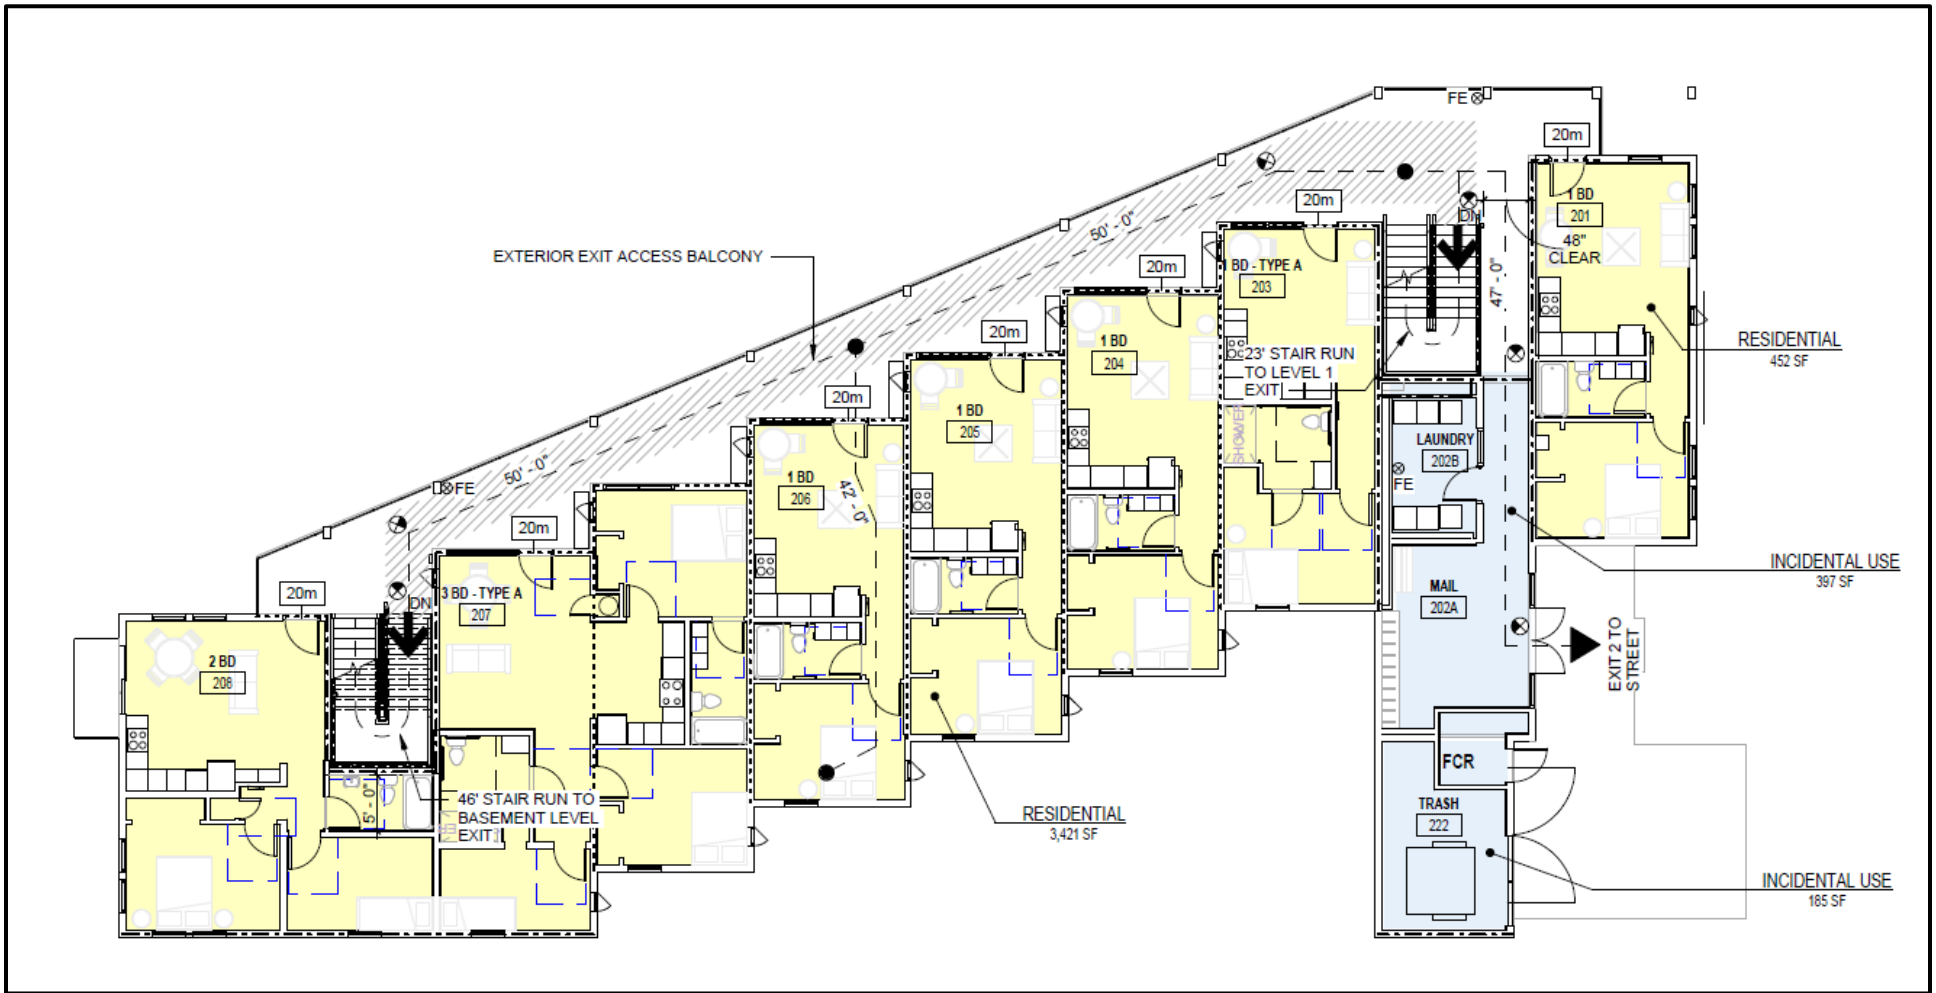 FE
20m
1 BD
201
48"
CLEAR
DN
47' - 0"
20m
50' - 0"
EXTERIOR EXIT ACCESS BALCONY
1 BD - TYPE A
203
20m
1 BD
204
23' STAIR RUN
TO LEVEL 1
EXIT
RESIDENTIAL
452 SF
20m
1 BD
205
SHOWER
LAUNDRY
202B
FE
20m
1 BD
206
42' - 0"
50' - 0"
FE
20m
INCIDENTAL USE
397 SF
MAIL
202A
EXIT 2 TO
STREET
20m
DN
3 BD - TYPE A
207
2 BD
208
5' - 0"
46' STAIR RUN TO
BASEMENT LEVEL
EXIT
RESIDENTIAL
3,421 SF
FCR
TRASH
222
INCIDENTAL USE
185 SF